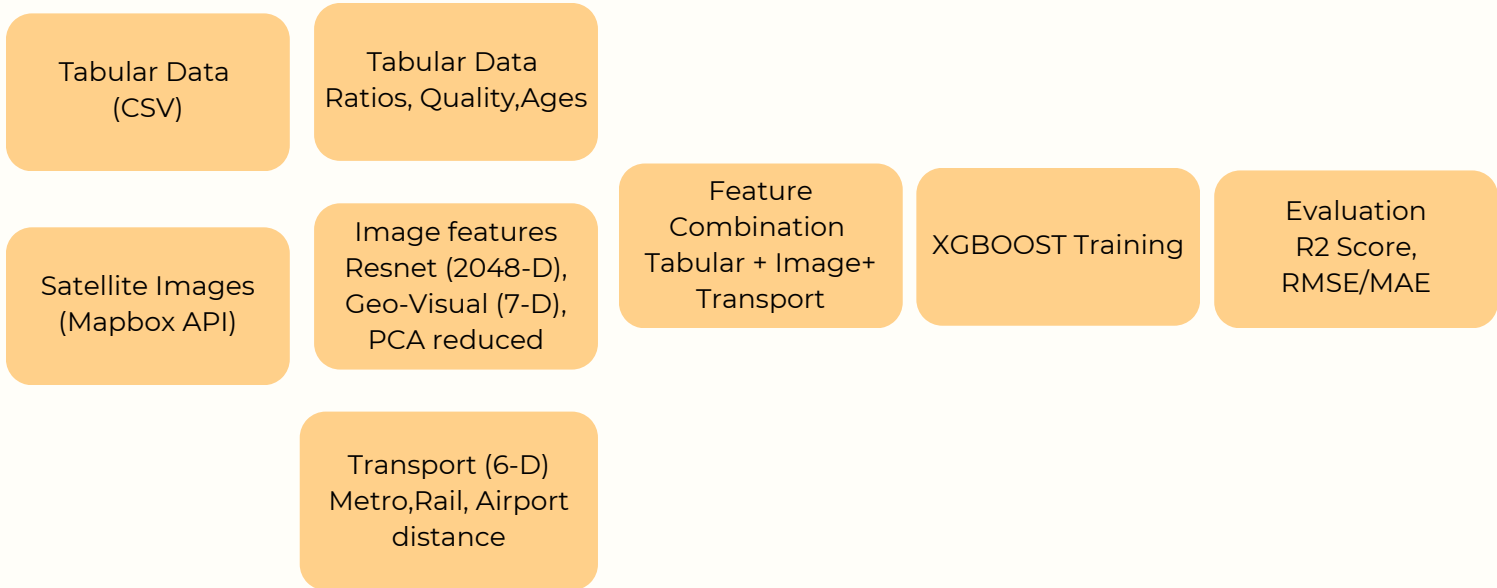 Tabular Data
(CSV)
Tabular Data
Ratios, Quality,Ages
Satellite Images
(Mapbox API)
Image features
Resnet (2048-D),
Geo-Visual (7-D),
PCA reduced
Transport (6-D)
Metro,Rail, Airport
distance
Feature
Combination
Tabular + Image+
Transport
XGBOOST Training
Evaluation
R2 Score,
RMSE/MAE